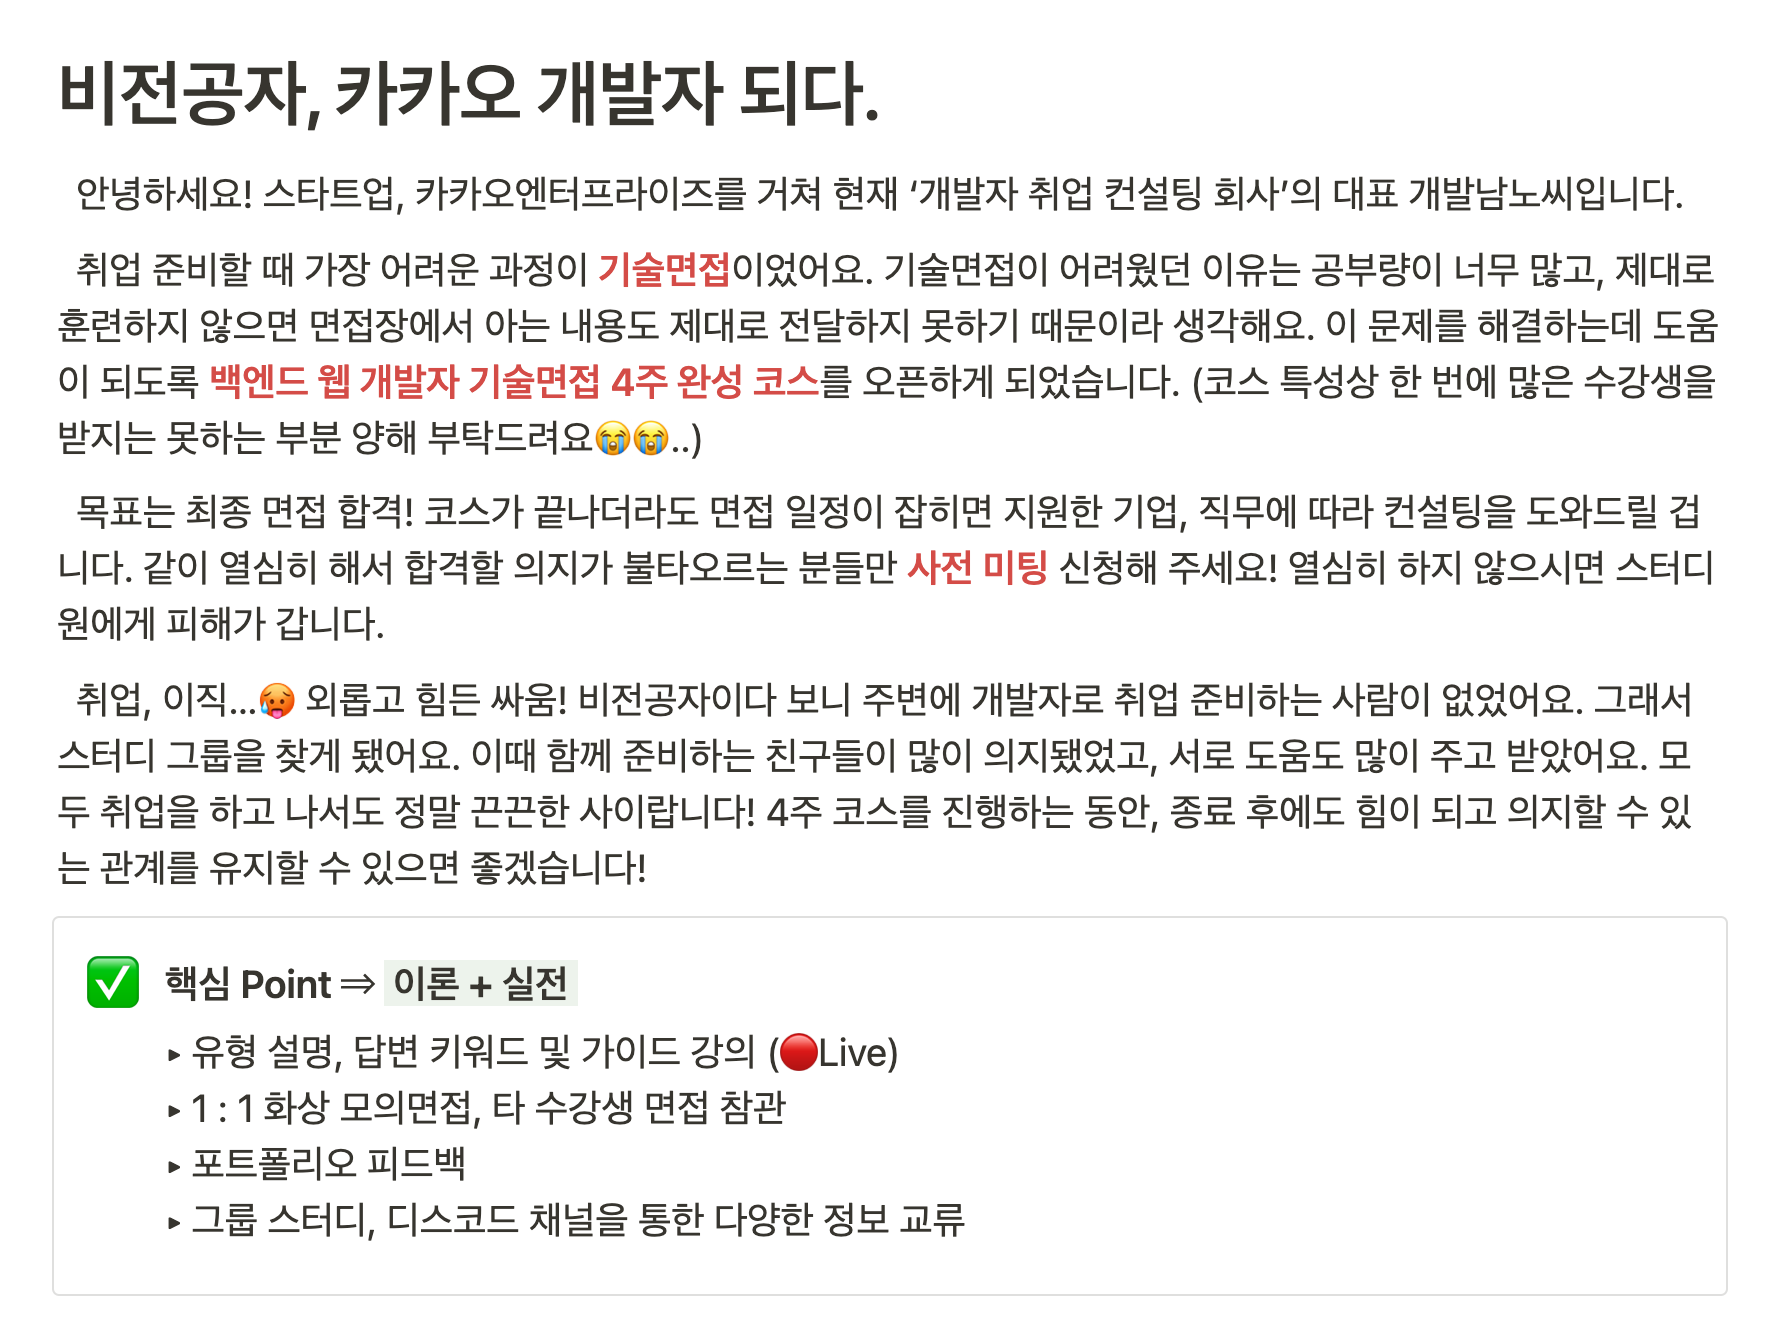 비전공자, 카카오 개발자 되다.
안녕하세요! 스타트업, 카카오엔터프라이즈를 거쳐 현재 ‘개발자 취업 컨설팅 회사’의 대표 개발남노씨입니다.
취업 준비할 때 가장 어려운 과정이 기술면접이었어요. 기술면접이 어려웠던 이유는 공부량이 너무 많고, 제대로
훈련하지 않으면 면접장에서 아는 내용도 제대로 전달하지 못하기 때문이라 생각해요. 이 문제를 해결하는데 도움
이 되도록 백엔드 웹 개발자 기술면접 4주 완성 코스를 오픈하게 되었습니다. (코스 특성상 한 번에 많은 수강생을
받지는 못하는 부분 양해 부탁드려요😭😭..)
목표는 최종 면접 합격! 코스가 끝나더라도 면접 일정이 잡히면 지원한 기업, 직무에 따라 컨설팅을 도와드릴 겁
니다. 같이 열심히 해서 합격할 의지가 불타오르는 분들만 사전 미팅 신청해 주세요! 열심히 하지 않으시면 스터디
원에게 피해가 갑니다.
취업, 이직...🥵 외롭고 힘든 싸움! 비전공자이다 보니 주변에 개발자로 취업 준비하는 사람이 없었어요. 그래서
스터디 그룹을 찾게 됐어요. 이때 함께 준비하는 친구들이 많이 의지됐었고, 서로 도움도 많이 주고 받았어요. 모
두 취업을 하고 나서도 정말 끈끈한 사이랍니다! 4주 코스를 진행하는 동안, 종료 후에도 힘이 되고 의지할 수 있
는 관계를 유지할 수 있으면 좋겠습니다!
✅ 핵심 Point ⇒ 이론 + 실전
▸ 유형 설명, 답변 키워드 및 가이드 강의 (🔴Live)
▸ 1 : 1 화상 모의면접, 타 수강생 면접 참관
▸ 포트폴리오 피드백
▸ 그룹 스터디, 디스코드 채널을 통한 다양한 정보 교류